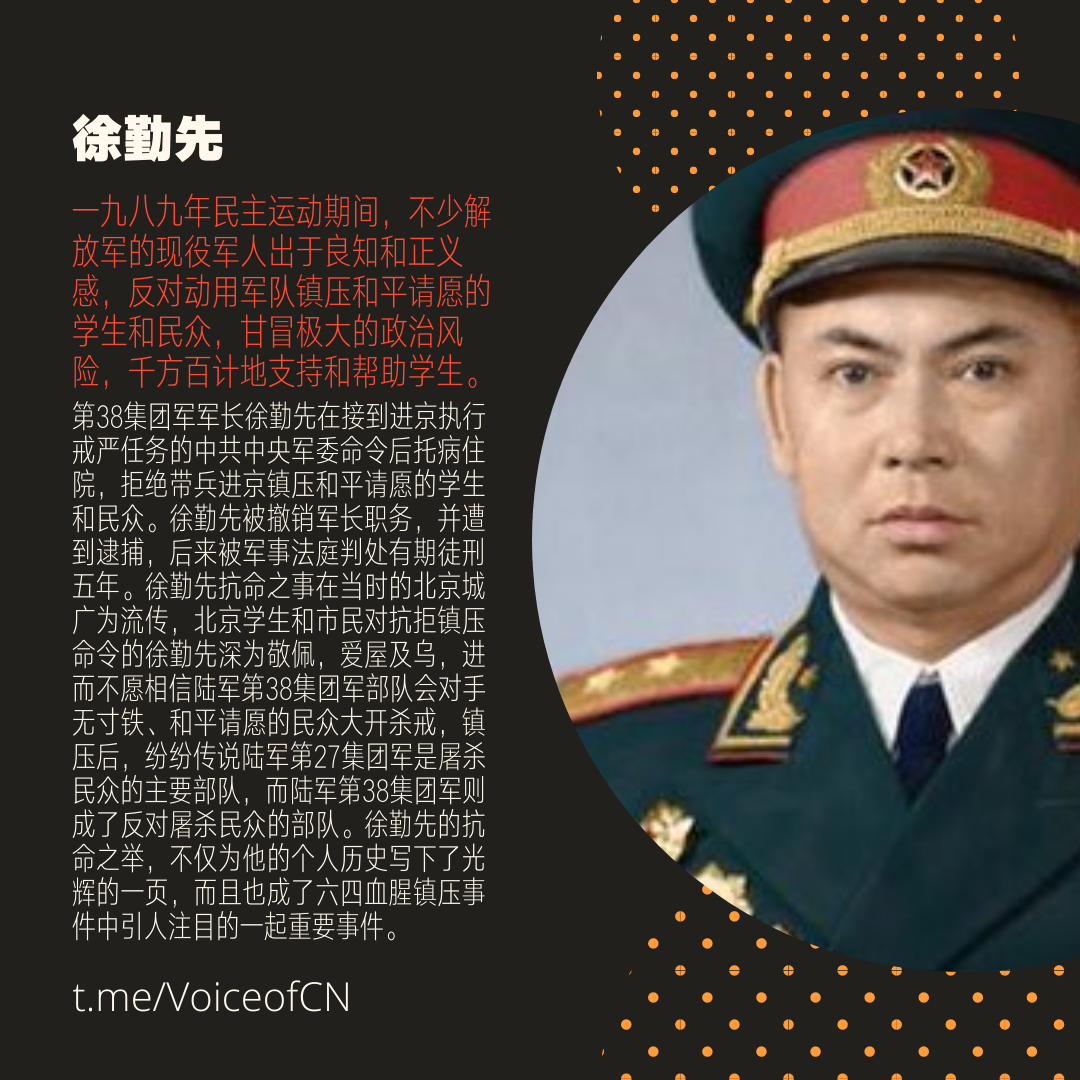 徐勤先
一九八九年民主运动期间，不少解
放军的现役军人出于良知和正义
感，反对动用军队镇压和平请愿的
学生和民众，甘冒极大的政治风
险，千方百计地支持和帮助学生。
第38集团军军长徐勤先在接到进京执行
戒严任务的中共中央军委命令后托病住
院，拒绝带兵进京镇压和平请愿的学生
和民众。徐勤先被撤销军长职务，并遭
到逮捕，后来被军事法庭判处有期徒刑
五年。徐勤先抗命之事在当时的北京城
广为流传，北京学生和市民对抗拒镇压
命令的徐勤先深为敬佩，爱屋及乌，进
而不愿相信陆军第38集团军部队会对手
无寸铁、和平请愿的民众大开杀戒，镇
压后，纷纷传说陆军第27集团军是屠杀
民众的主要部队，而陆军第38集团军则
成了反对屠杀民众的部队。徐勤先的抗
命之举，不仅为他的个人历史写下了光
辉的一页，而且也成了六四血腥镇压事
件中引人注目的一起重要事件。
t.me/VoiceofCN